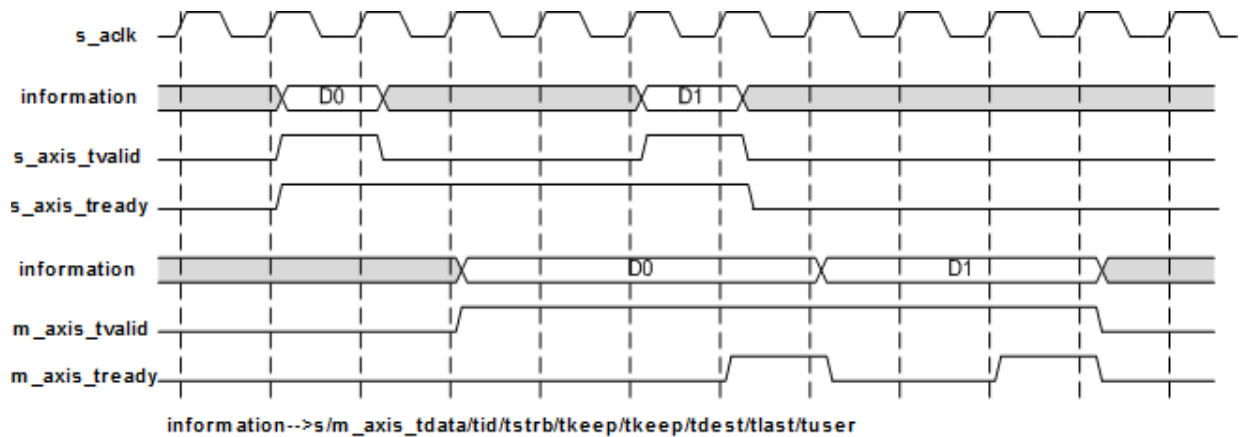 s_aclk
information D0 D1
s_axis_tvalid
s_axis_tready
information D0 D1
m_axis_tvalid
m_axis_tready
information-->s/m_axis_tdata/tid/tstrb/tkeep/tkeep/tdest/tlast/tuser